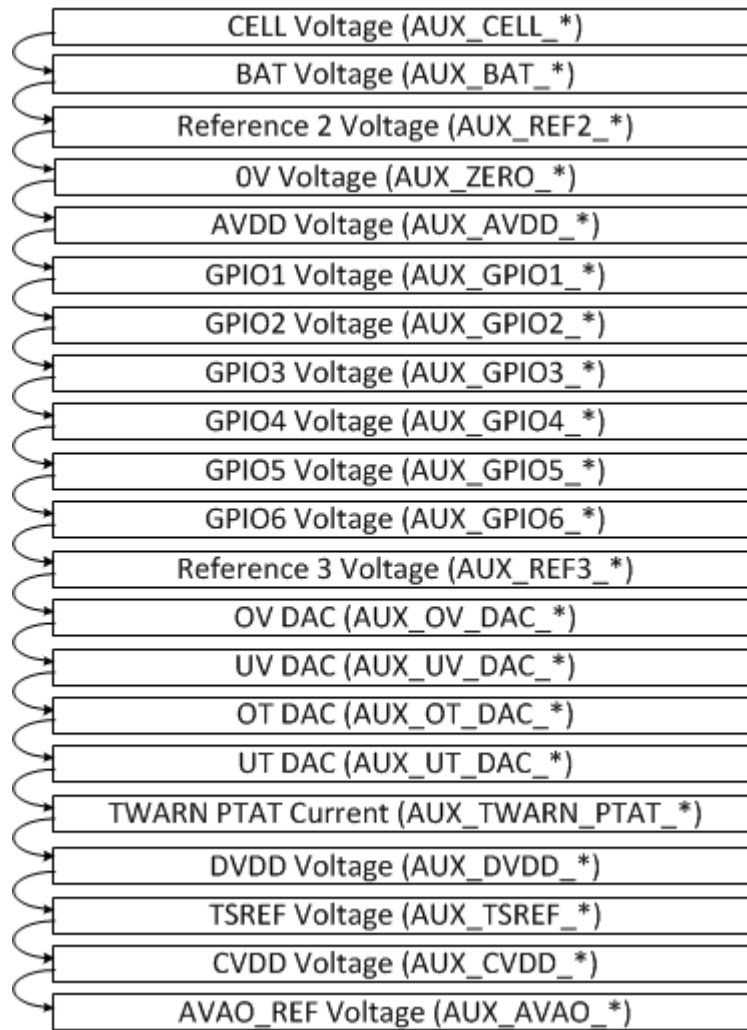 CELL Voltage (AUX_CELL_*)
BAT Voltage (AUX_BAT_*)
Reference 2 Voltage (AUX_REF2_*)
0V Voltage (AUX_ZERO_*)
AVDD Voltage (AUX_AVDD_*)
GPIO1 Voltage (AUX_GPIO1_*)
GPIO2 Voltage (AUX_GPIO2_*)
GPIO3 Voltage (AUX_GPIO3_*)
GPIO4 Voltage (AUX_GPIO4_*)
GPIO5 Voltage (AUX_GPIO5_*)
GPIO6 Voltage (AUX_GPIO6_*)
Reference 3 Voltage (AUX_REF3_*)
OV DAC (AUX_OV_DAC_*)
UV DAC (AUX_UV_DAC_*)
OT DAC (AUX_OT_DAC_*)
UT DAC (AUX_UT_DAC_*)
TWARN PTAT Current (AUX_TWARN_PTAT_*)
DVDD Voltage (AUX_DVDD_*)
TSREF Voltage (AUX_TSREF_*)
CVDD Voltage (AUX_CVDD_*)
AVAO_REF Voltage (AUX_AVAO_*)